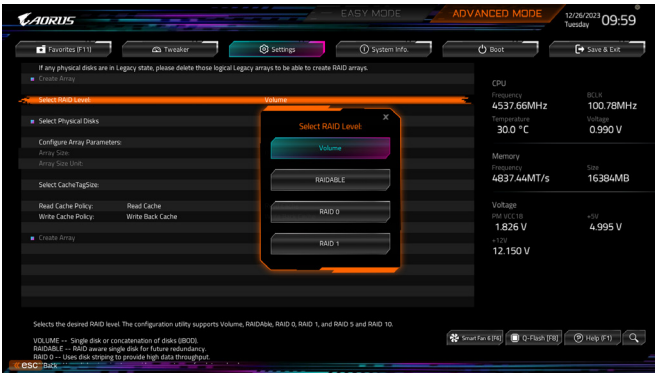 AORUS
EASY MODE
ADVANCED MODE
12/26/2023
Tuesday
09:59
Favorites (F11)
Tweaker
Settings
System Info.
Boot
Save & Exit
If any physical disks are in Legacy state, please delete those logical Legacy arrays to be able to create RAID arrays.
Create Array
Select RAID Level:
Volume
Select Physical Disks
Configure Array Parameters:
Array Size:
Array Size Unit:
Select CacheTagSize:
Read Cache Policy:
Read Cache
Write Cache Policy:
Write Back Cache
Create Array
Select RAID Level:
X
Volume
RAIDABLE
RAID 0
RAID 1
CPU
Frequency
BCLK
4537.66MHz
100.78MHz
Temperature
Voltage
30.0 °C
0.990 V
Memory
Frequency
Size
4837.44MT/s
16384MB
Voltage
PM VCC18
+5V
1.826 V
4.995 V
+12V
12.150 V
Selects the desired RAID level. The configuration utility supports Volume, RAIDAble, RAID 0, RAID 1, and RAID 5 and RAID 10.
VOLUME -- Single disk or concatenation of disks (JBOD).
RAIDABLE -- RAID aware single disk for future redundancy.
RAID 0 -- Uses disk striping to provide high data throughput.
esc Back
Smart Fan 6 [F6]
Q-Flash [F8]
Help (F1)